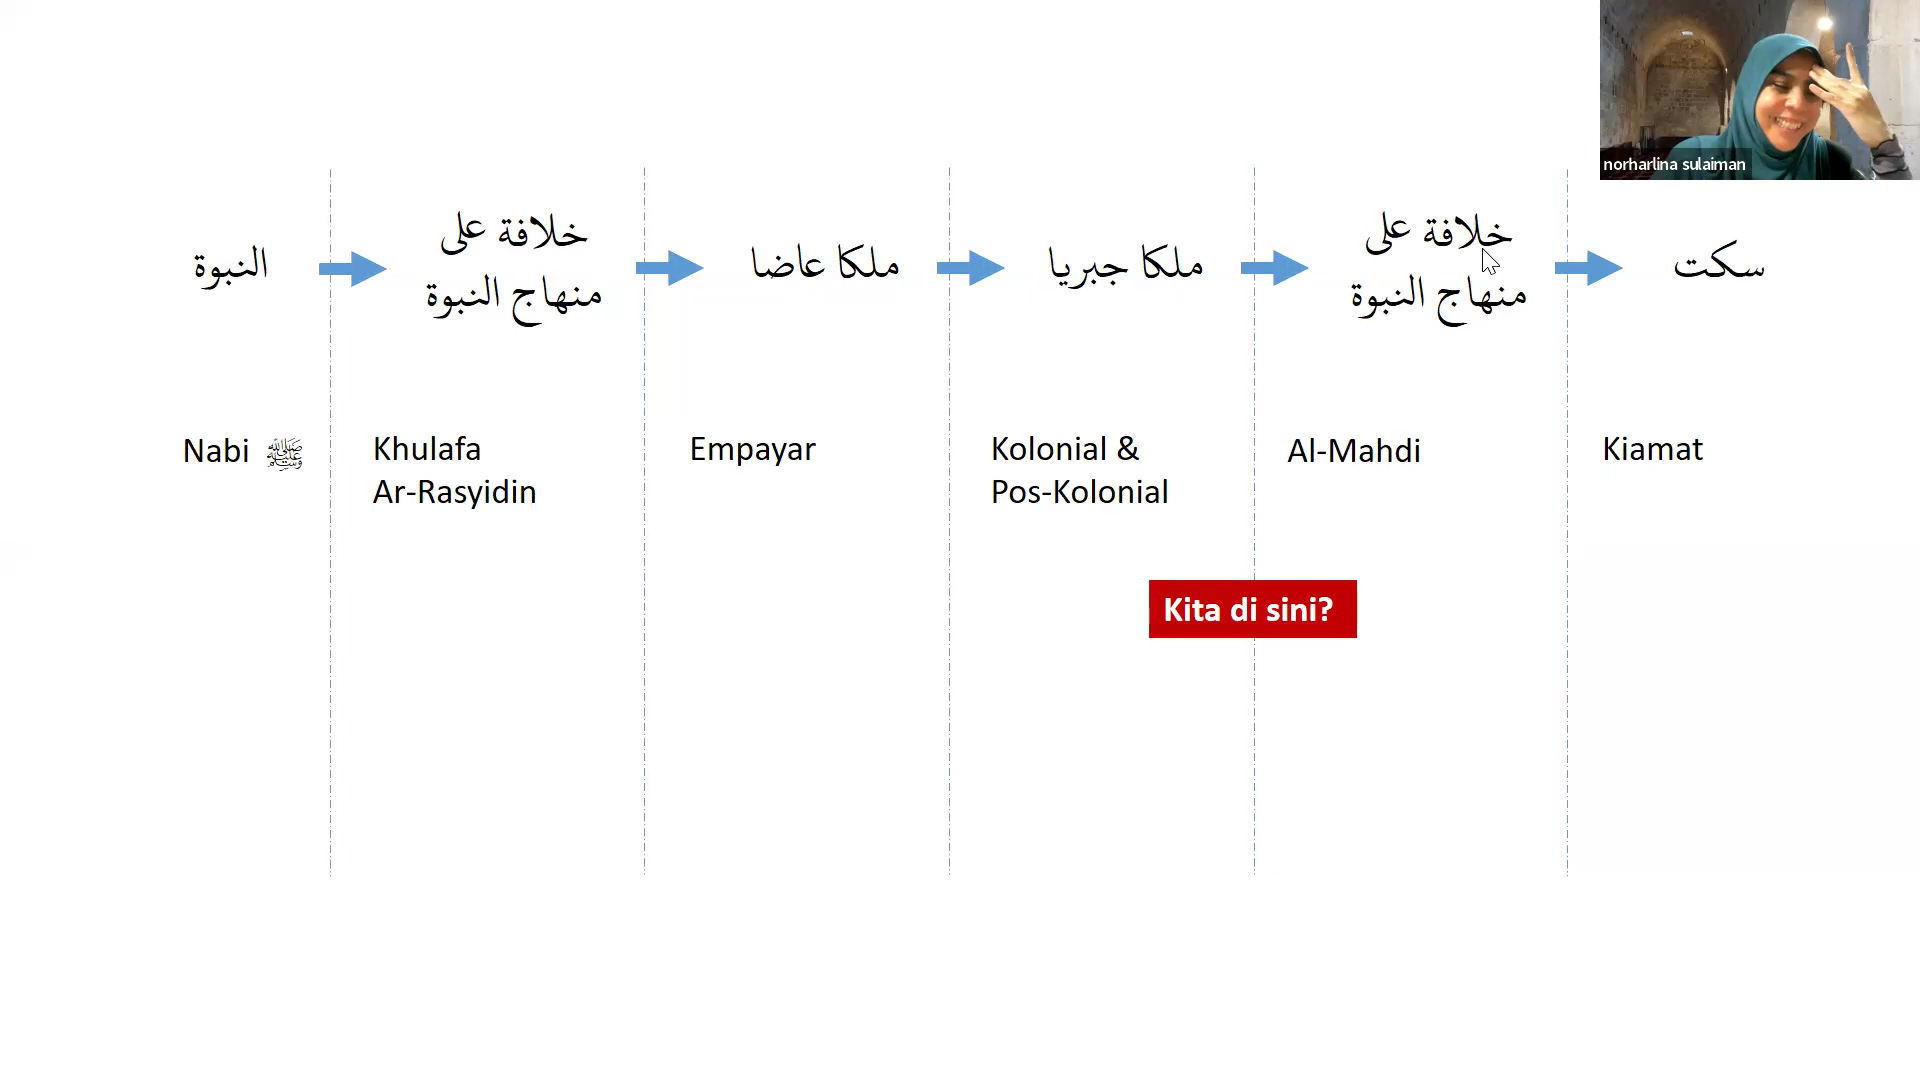 norharlina sulaiman
النبوة
خلافة على
منهاج النبوة
ملكا عاضا
ملكا جبريا
خلافة على
منهاج النبوة
سكت
Nabi ﷺ
Khulafa
Ar-Rasyidin
Empayar
Kolonial &
Pos-Kolonial
Al-Mahdi
Kiamat
Kita di sini?